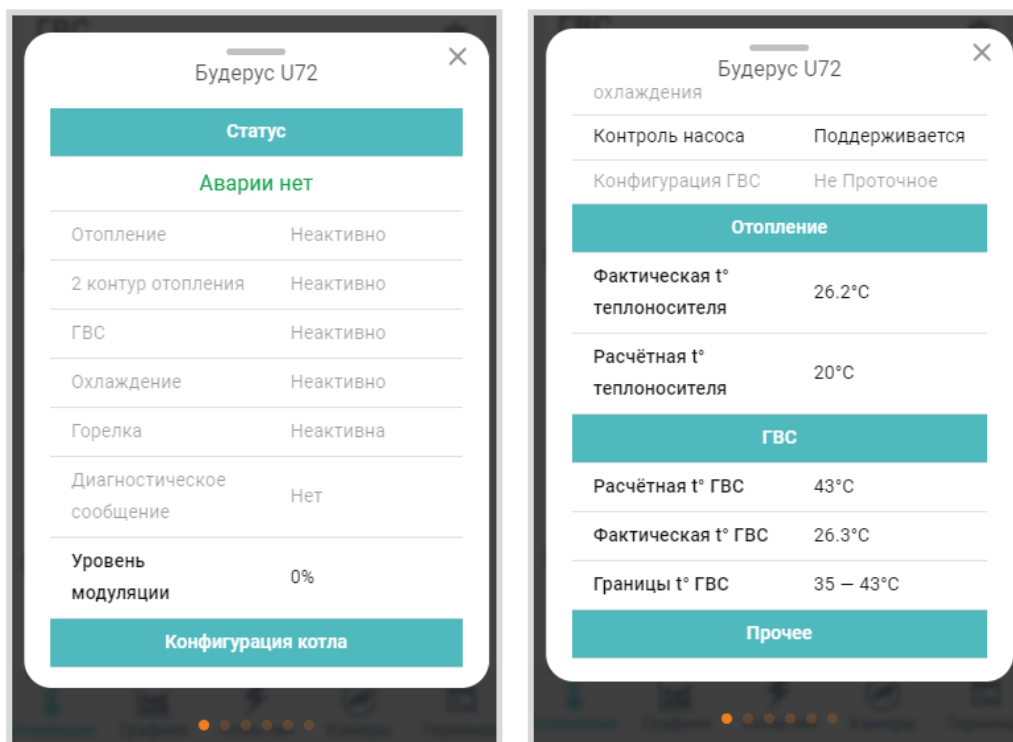 ГВС
Будерус U72
Статус
Аварии нет
Отопление Неактивно
2 контур отопления Неактивно
ГВС Неактивно
Охлаждение Неактивно
Горелка Неактивна
Диагностическое
сообщение Нет
Уровень
модуляции 0%
Конфигурация котла
ГВС
Будерус U72
охлаждения
Контроль насоса Поддерживается
Конфигурация ГВС Не Проточное
Отопление
Фактическая t°
теплоносителя 26.2°C
Расчётная t°
теплоносителя 20°C
ГВС
Расчётная t° ГВС 43°C
Фактическая t° ГВС 26.3°C
Границы t° ГВС 35 — 43°C
Прочее